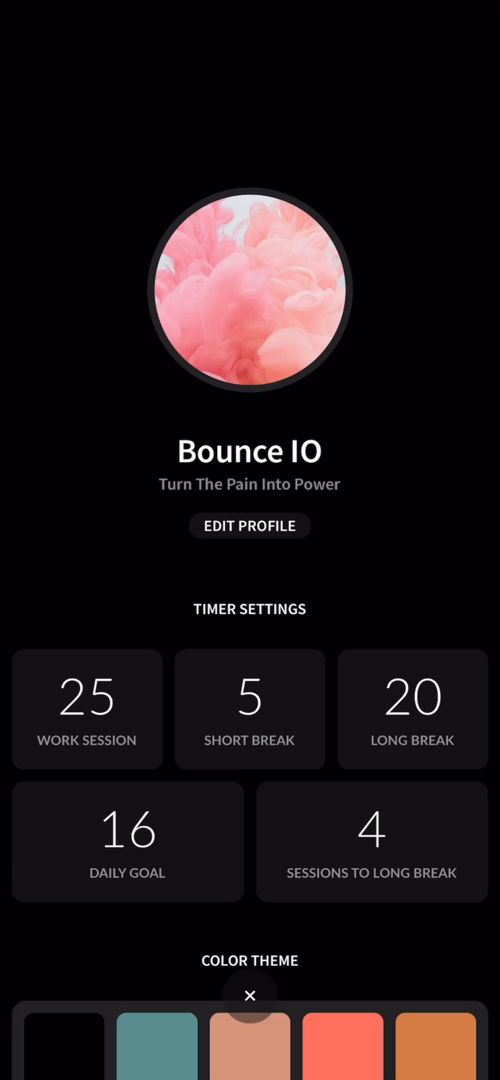 Bounce IO
Turn The Pain Into Power
EDIT PROFILE
TIMER SETTINGS
25
WORK SESSION
5
SHORT BREAK
20
LONG BREAK
16
DAILY GOAL
4
SESSIONS TO LONG BREAK
COLOR THEME